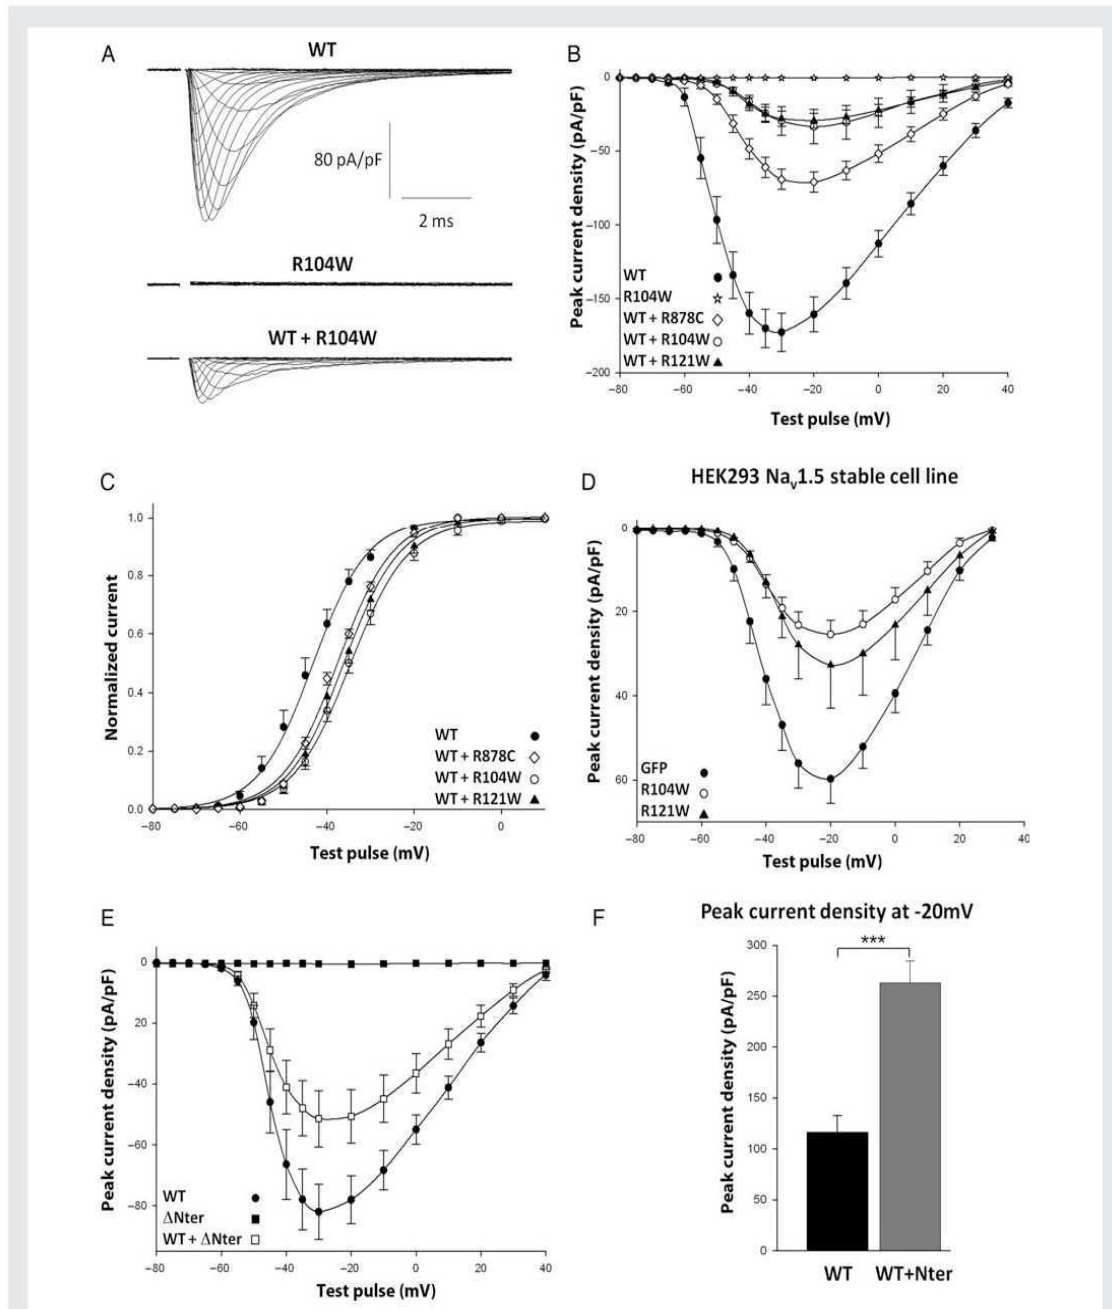 A
WT
80 pA/pF
2 ms
R104W
WT + R104W
B
Peak current density (pA/pF)
0
−50
−100
−150
−200
WT
R104W
WT + R878C
WT + R104W
WT + R121W
−80
−60
−40
−20
0
20
40
Test pulse (mV)
C
Normalized current
1.0
0.8
0.6
0.4
0.2
0.0
WT
WT + R878C
WT + R104W
WT + R121W
−80
−60
−40
−20
0
Test pulse (mV)
D
HEK293 Nav1.5 stable cell line
Peak current density (pA/pF)
0
20
40
60
GFP
R104W
R121W
−80
−60
−40
−20
0
20
40
Test pulse (mV)
E
Peak current density (pA/pF)
0
20
−40
−60
−80
WT
ΔNter
WT + ΔNter
−80
−60
−40
−20
0
20
40
Test pulse (mV)
F
Peak current density at -20mV
Peak current density (pA/pF)
300
250
200
150
100
50
0
***
WT
WT+Nter